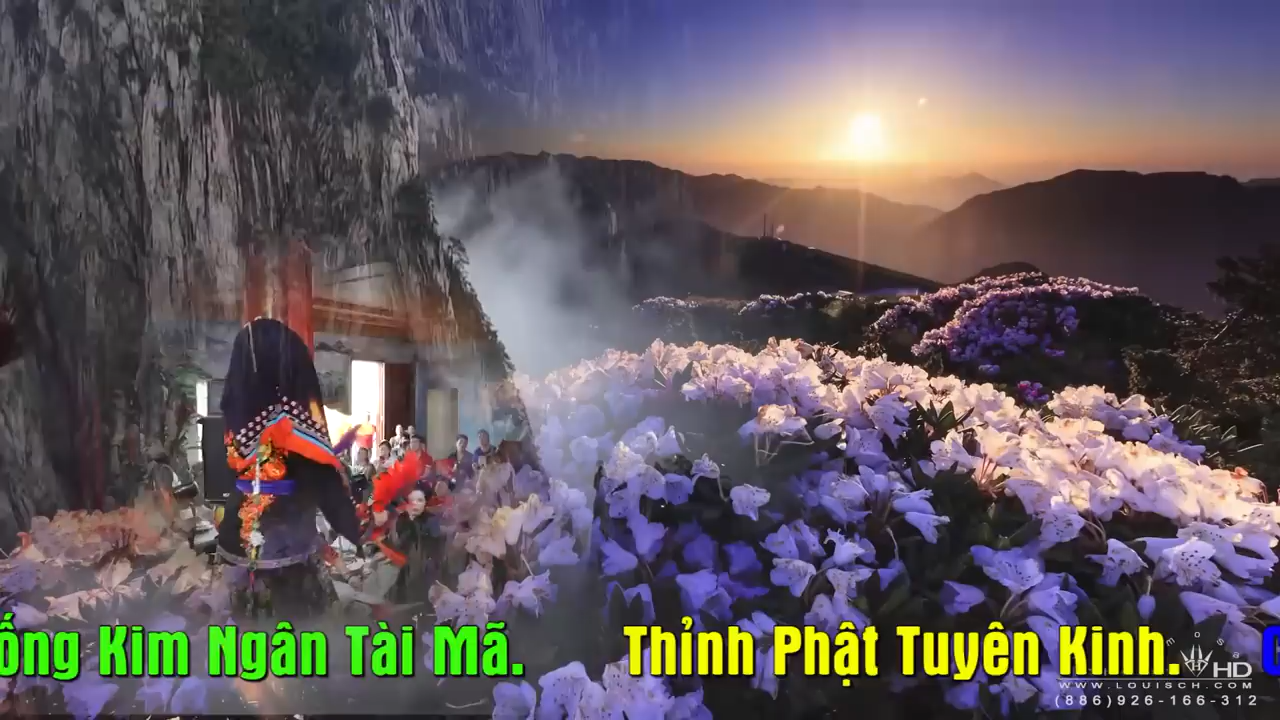 ống Kim Ngân Tài Mã. Thỉnh Phật Tuyên Kinh.
HD
WWW.LOUISCH.COM
(886)926-166-312